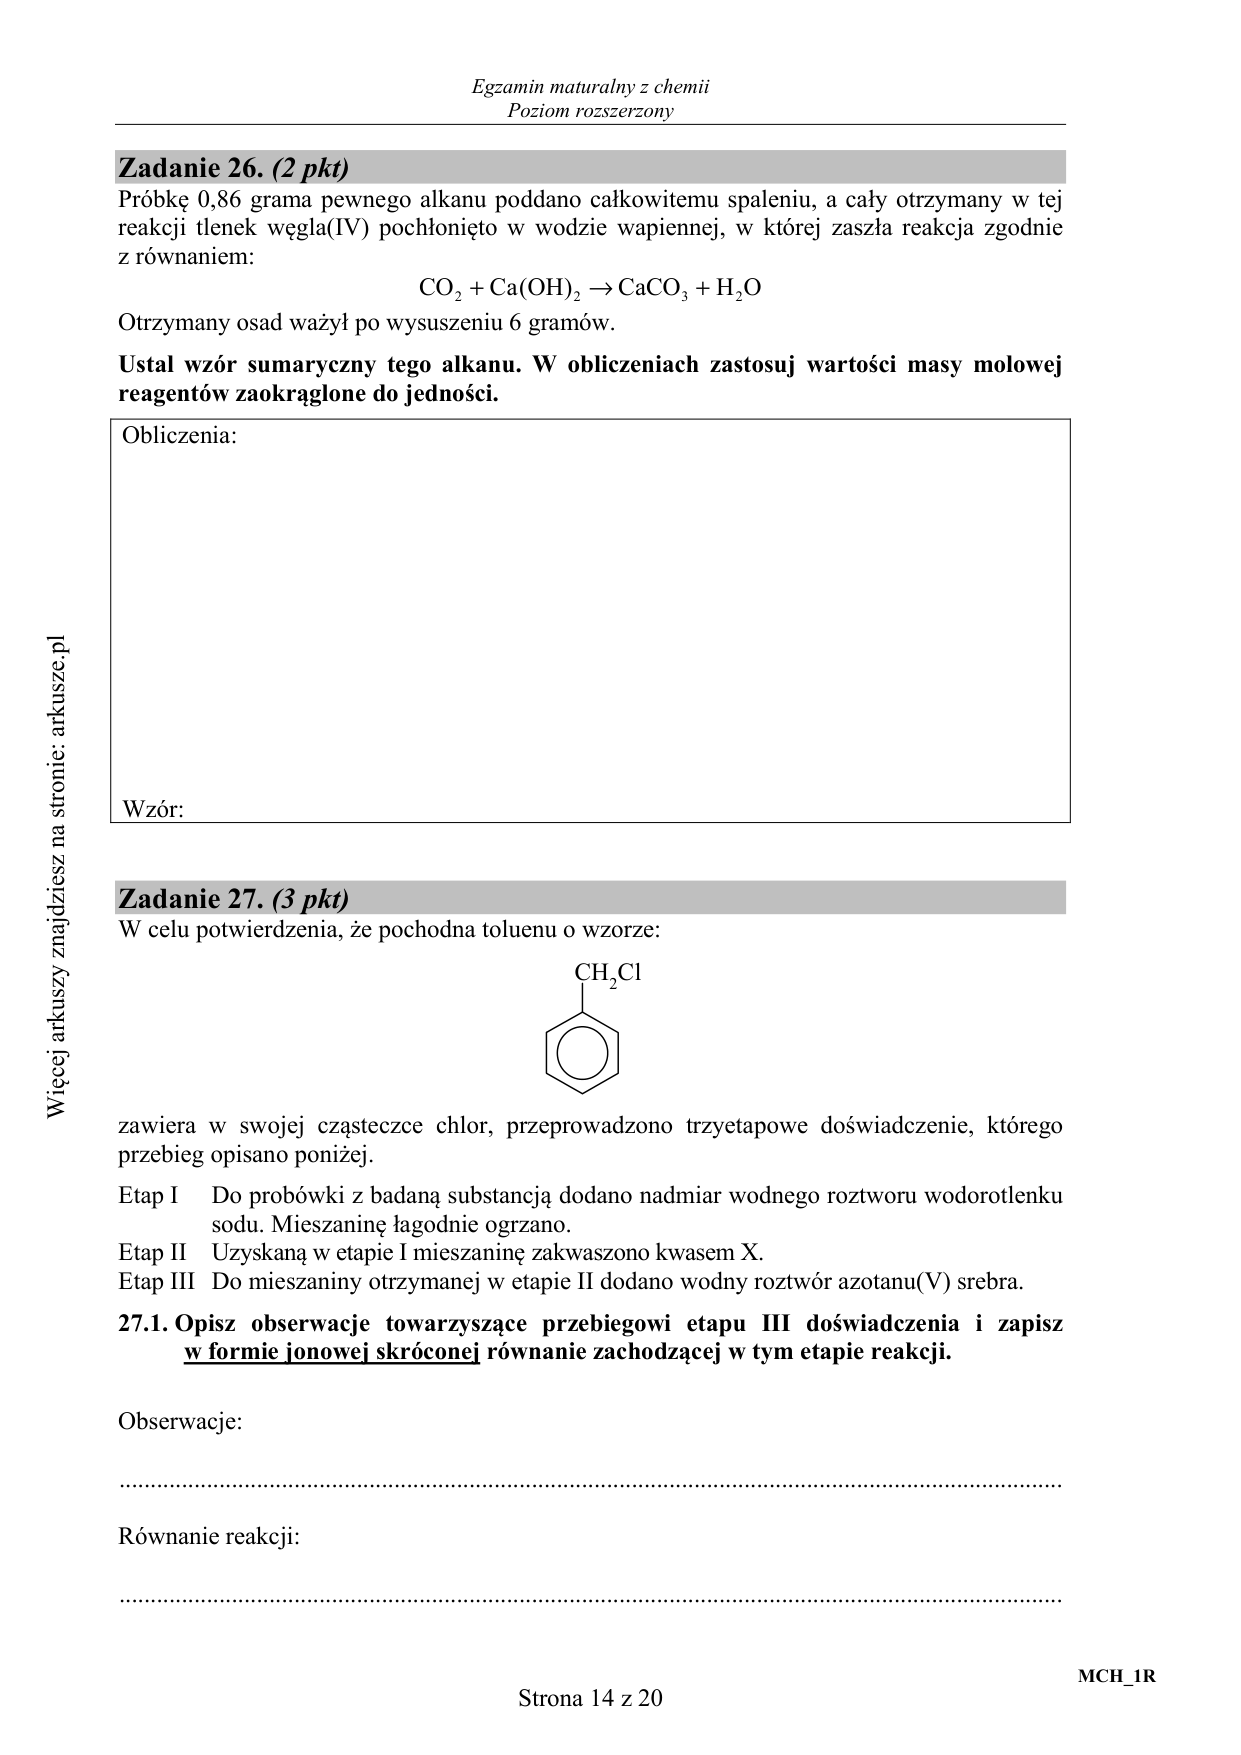 Egzamin maturalny z chemii
Poziom rozszerzony
Zadanie 26. (2 pkt)
Próbkę 0,86 grama pewnego alkanu poddano całkowitemu spaleniu, a cały otrzymany w tej
reakcji tlenek węgla(IV) pochłonięto w wodzie wapiennej, w której zaszła reakcja zgodnie
z równaniem:
CO₂ + Ca(OH)₂ → CaCO₃ + H₂O
Otrzymany osad ważył po wysuszeniu 6 gramów.
Ustal wzór sumaryczny tego alkanu. W obliczeniach zastosuj wartości masy molowej
reagentów zaokrąglone do jedności.
Obliczenia:
Wzór:
Zadanie 27. (3 pkt)
W celu potwierdzenia, że pochodna toluenu o wzorze:
CH₂Cl
zawiera w swojej cząsteczce chlor, przeprowadzono trzyetapowe doświadczenie, którego
przebieg opisano poniżej.
Etap I Do probówki z badaną substancją dodano nadmiar wodnego roztworu wodorotlenku
sodu. Mieszaninę łagodnie ogrzano.
Etap II Uzyskaną w etapie I mieszaninę zakwaszono kwasem X.
Etap III Do mieszaniny otrzymanej w etapie II dodano wodny roztwór azotanu(V) srebra.
27.1. Opisz obserwacje towarzyszące przebiegowi etapu III doświadczenia i zapisz
w formie jonowej skróconej równanie zachodzącej w tym etapie reakcji.
Obserwacje:
Równanie reakcji:
MCH_1R
Strona 14 z 20
Więcej arkuszy znajdziesz na stronie: arkusze.pl